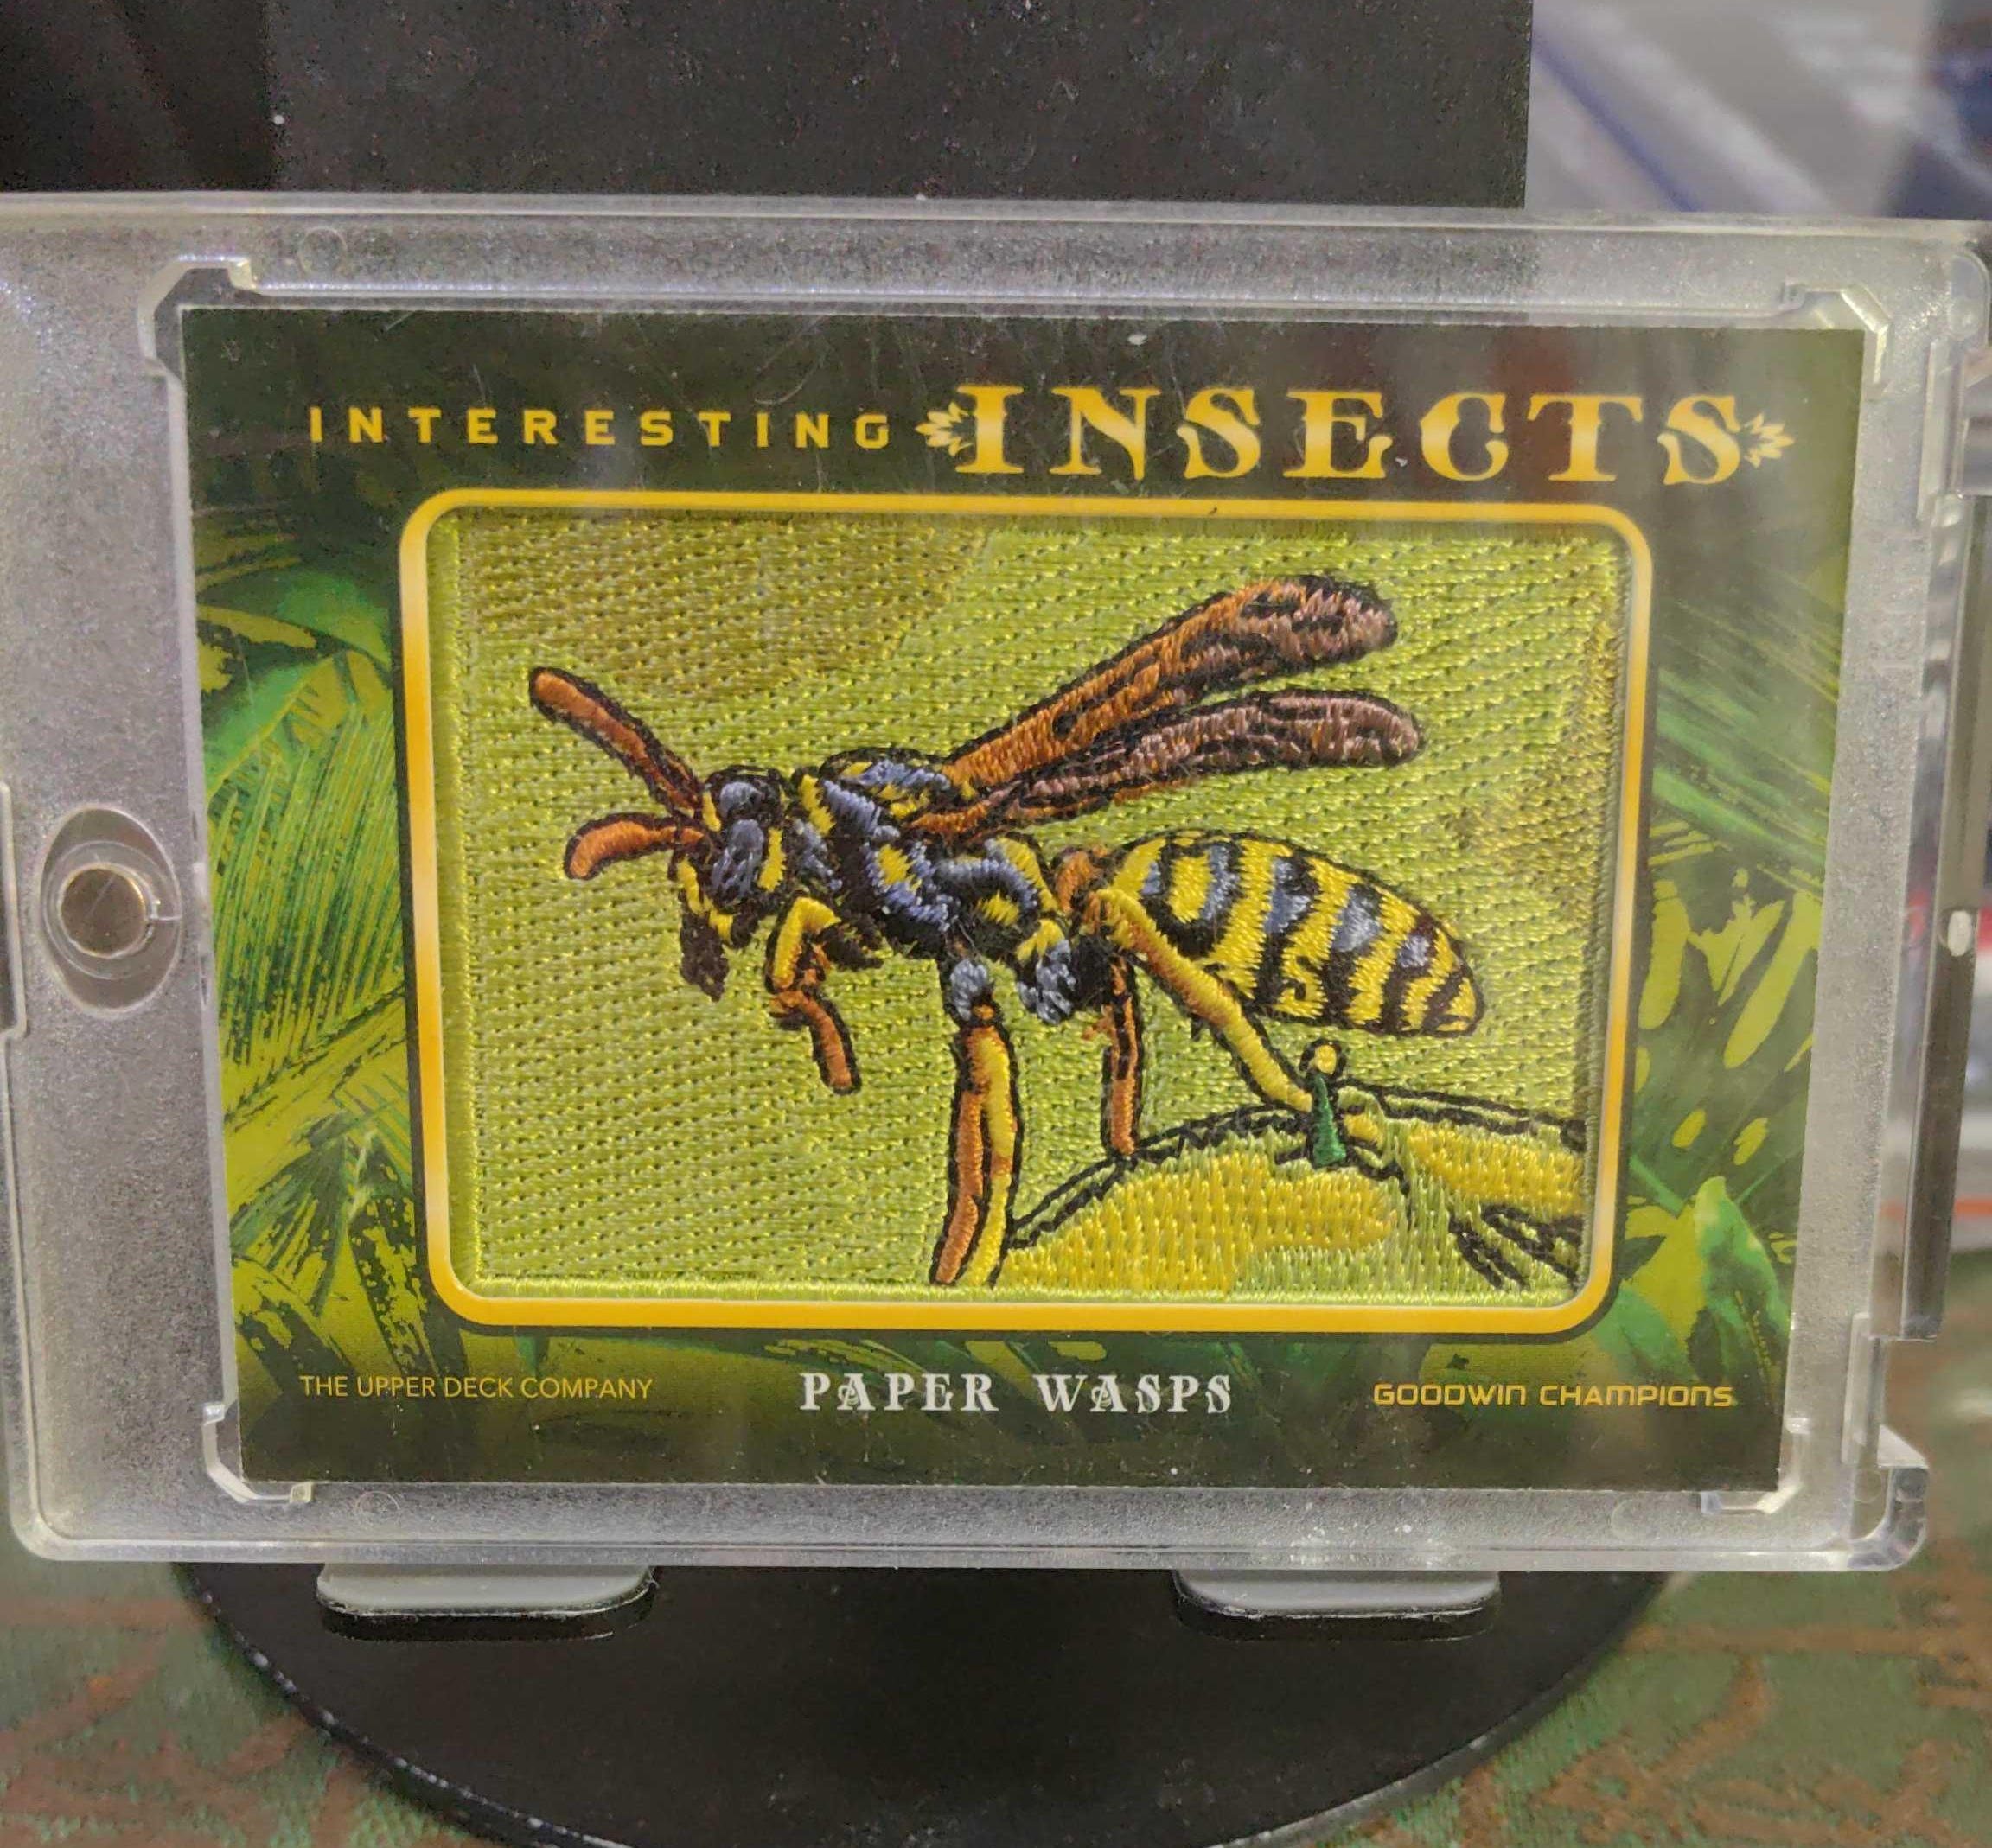 INTERESTING INSECTS
THE UPPER DECK COMPANY
PAPER WASPS
GOODWIN CHAMPIONS